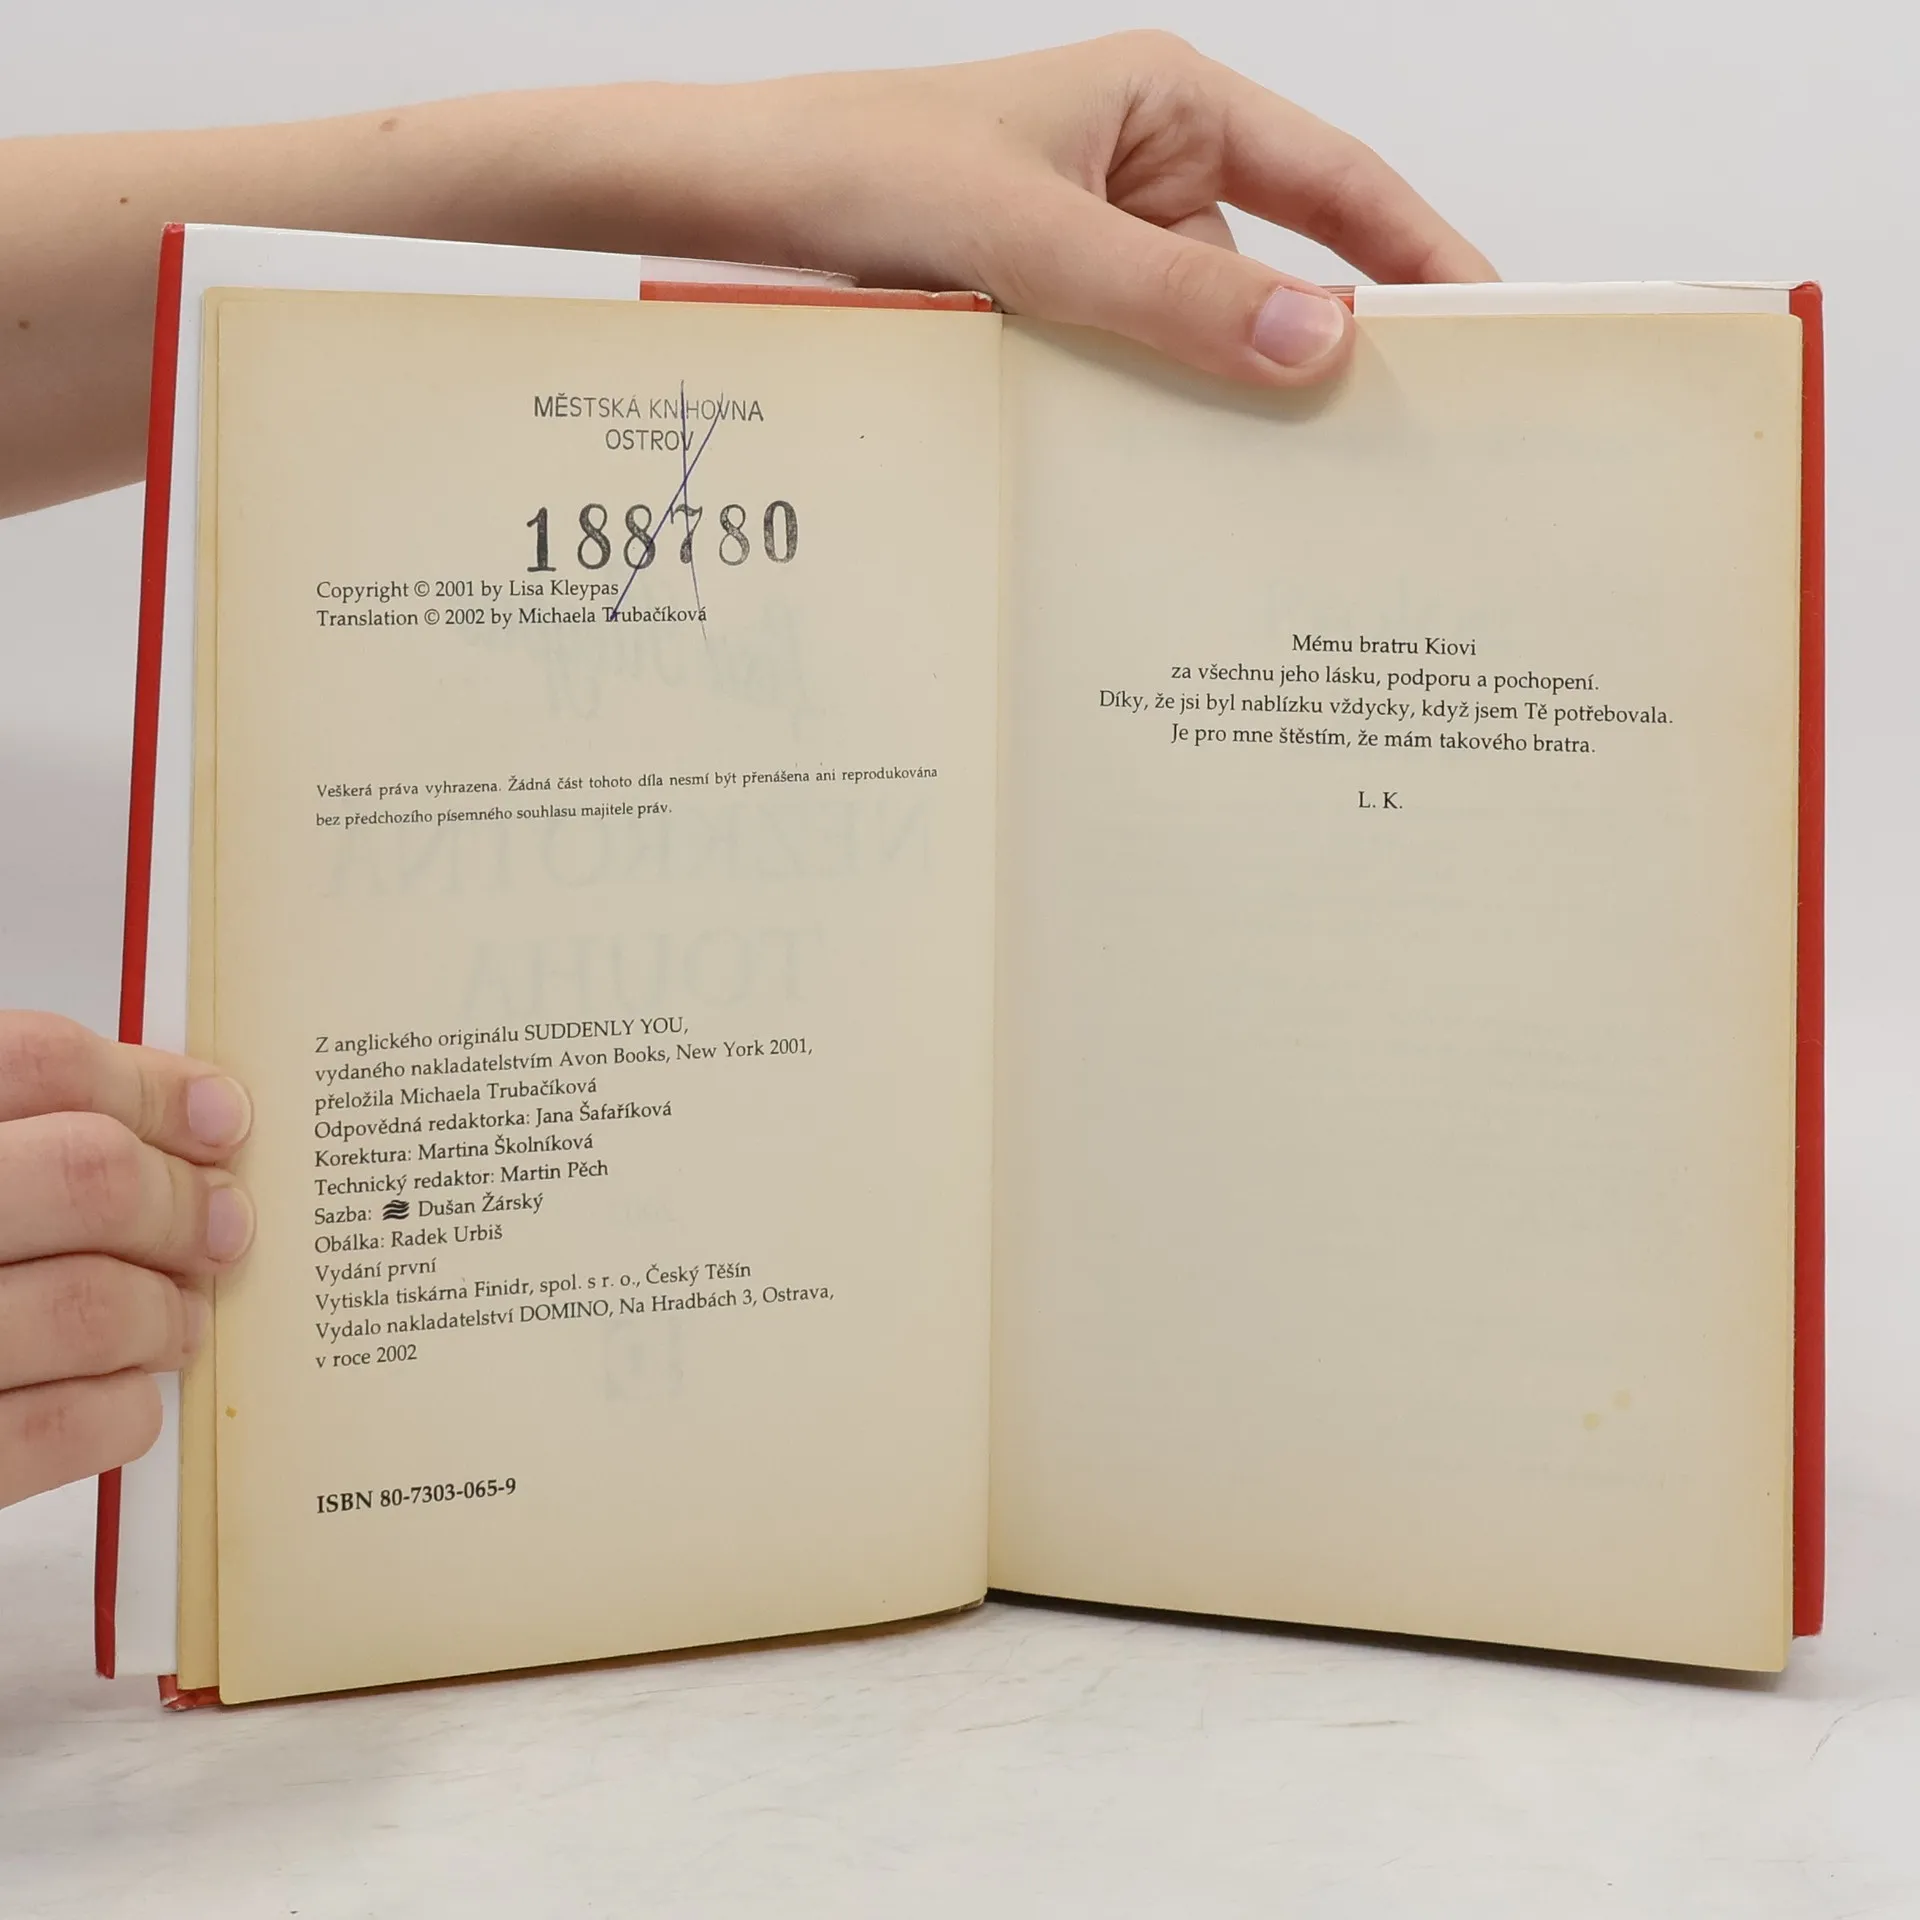 MĚSTSKÁ KNIHOVNA
OSTROV
188780
Copyright © 2001 by Lisa Kleypas
Translation © 2002 by Michaela Trubačíková
Veškerá práva vyhrazena. Žádná část tohoto díla nesmí být přenášena ani reprodukována
bez předchozího písemného souhlasu majitele práv.
NEZKROTNÁ
TOUHA
Z anglického originálu SUDDENLY YOU,
vydaného nakladatelstvím Avon Books, New York 2001,
přeložila Michaela Trubačíková
Odpovědná redaktorka: Jana Šafaříková
Korektura: Martina Školníková
Technický redaktor: Martin Pěch
Sazba: Dušan Žárský
Obálka: Radek Urbiš
Vydání první
Vytiskla tiskárna Finidr, spol. s r. o., Český Těšín
Vydalo nakladatelství DOMINO, Na Hradbách 3, Ostrava,
v roce 2002
ISBN 80-7303-065-9
Mému bratru Kiovi
za všechnu jeho lásku, podporu a pochopení.
Díky, že jsi byl nablízku vždycky, když jsem Tě potřebovala.
Je pro mne štěstím, že mám takového bratra.
L. K.